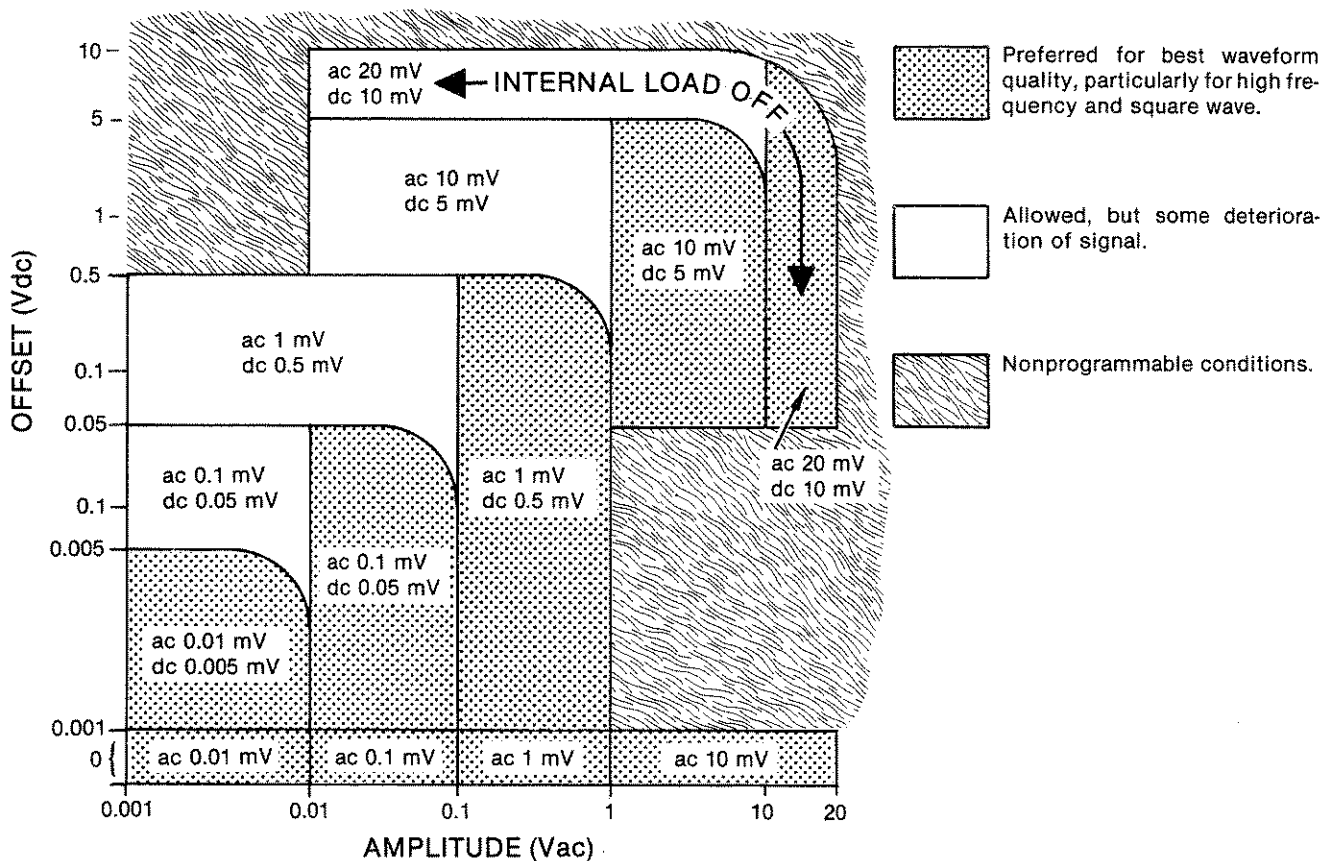 10
5
1
0.5
0.1
0.05
0.1
0.005
0.001
0 {
OFFSET (Vdc)
ac 20 mV
dc 10 mV
INTERNAL LOAD OFF
ac 10 mV
dc 5 mV
ac 10 mV
dc 5 mV
ac 1 mV
dc 0.5 mV
ac 0.1 mV
dc 0.05 mV
ac 0.1 mV
dc 0.05 mV
ac 1 mV
dc 0.5 mV
ac 20 mV
dc 10 mV
ac 0.01 mV
dc 0.005 mV
ac 0.01 mV
ac 0.1 mV
ac 1 mV
ac 10 mV
0.001
0.01
0.1
1
10
20
AMPLITUDE (Vac)
Preferred for best waveform
quality, particularly for high fre-
quency and square wave.
Allowed, but some deteriora-
tion of signal.
Nonprogrammable conditions.